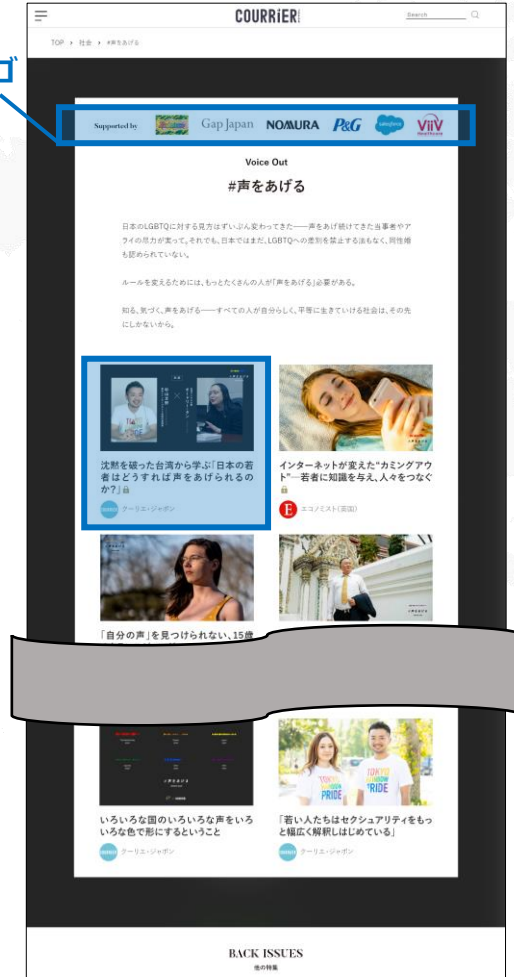 COURRiER
Search
TOP › 社会 › #声をあげる
ゴ
Supported by
Gap Japan
NOMURA
P&G
salesforce
ViiV
Healthcare
Voice Out
#声をあげる
日本のLGBTQに対する見方はずいぶん変わってきた──声をあげ続けてきた当事者やア
ライの尽力が実って。それでも、日本ではまだ、LGBTQへの差別を禁止する法もなく、同性婚
も認められていない。
ルールを変えるためには、もっとたくさんの人が「声をあげる」必要がある。
知る、気づく、声をあげる──すべての人が自分らしく、平等に生きていける社会は、その先
にしかないから。
沈黙を破った台湾から学ぶ「日本の若
者はどうすれば声をあげられるの
か?」
クーリエ・ジャポン
インターネットが変えた“カミングアウ
ト”─若者に知識を与え、人々をつなぐ
E
エコノミスト(英国)
「自分の声」を見つけられない、15歳
#声をあげる
TOKYO
RAINBOW
PRIDE
いろいろな国のいろいろな声をいろ
いろな色で形にするということ
クーリエ・ジャポン
「若い人たちはセクシュアリティをもっ
と幅広く解釈しはじめている」
クーリエ・ジャポン
BACK ISSUES
他の特集